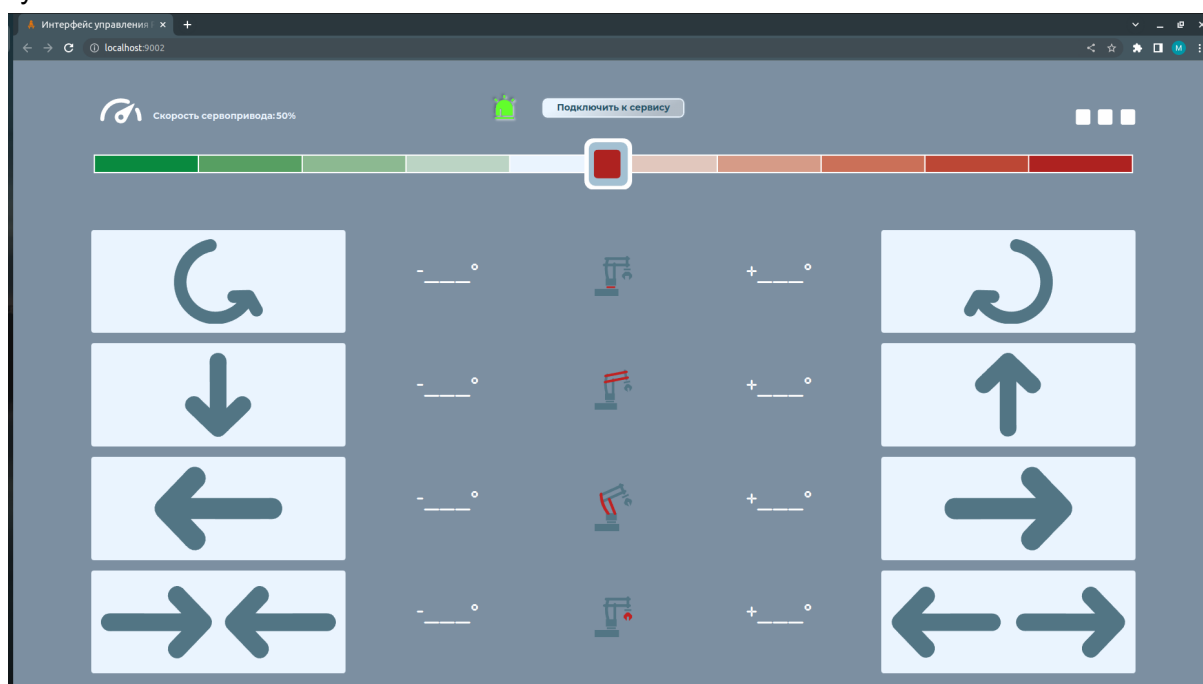 Интерфейс управления
localhost:9002
M
Скорость сервопривода:50%
Подключить к сервису
-___° +___°
-___° +___°
-___° +___°
-___° +___°